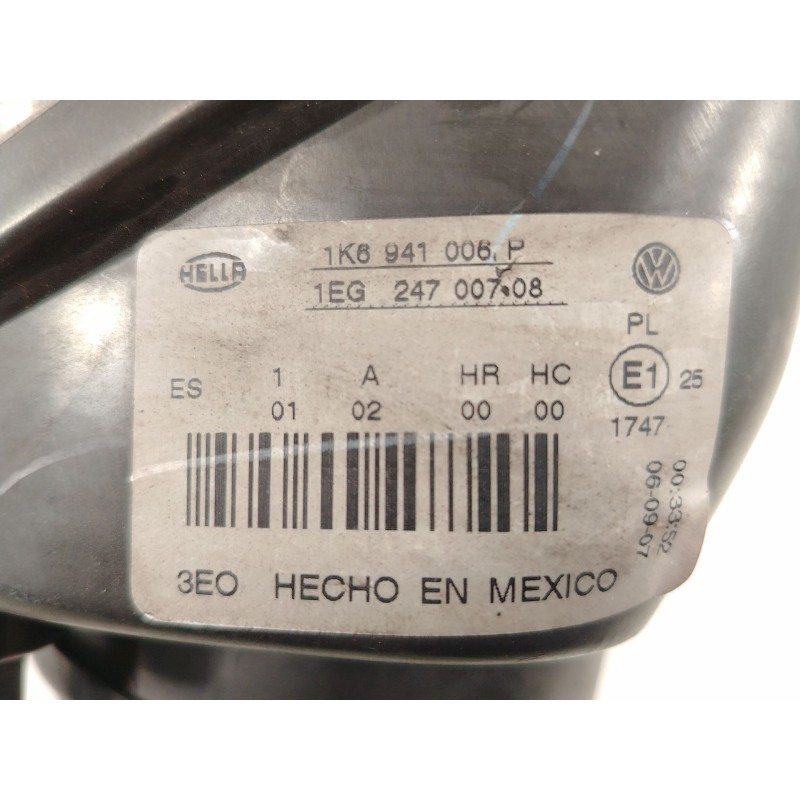 HELLA
1K6 941 006 P
1EG 247 007-08
PL
ES 1 A HR HC
E1 25
01 02 00 00
1747
00:33:52
06-09-07
3EO HECHO EN MEXICO